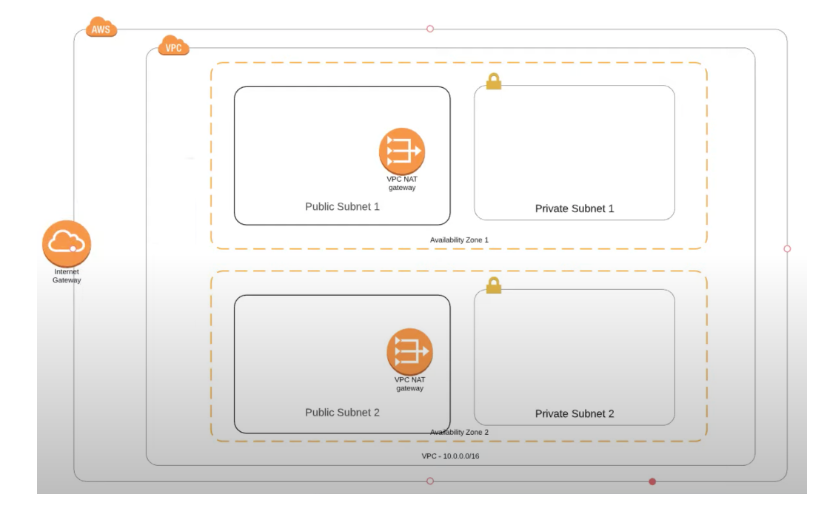 AWS
VPC
VPC NAT
gateway
Public Subnet 1
Private Subnet 1
Availability Zone 1
Internet
Gateway
VPC NAT
gateway
Public Subnet 2
Private Subnet 2
Availability Zone 2
VPC - 10.0.0.0/16